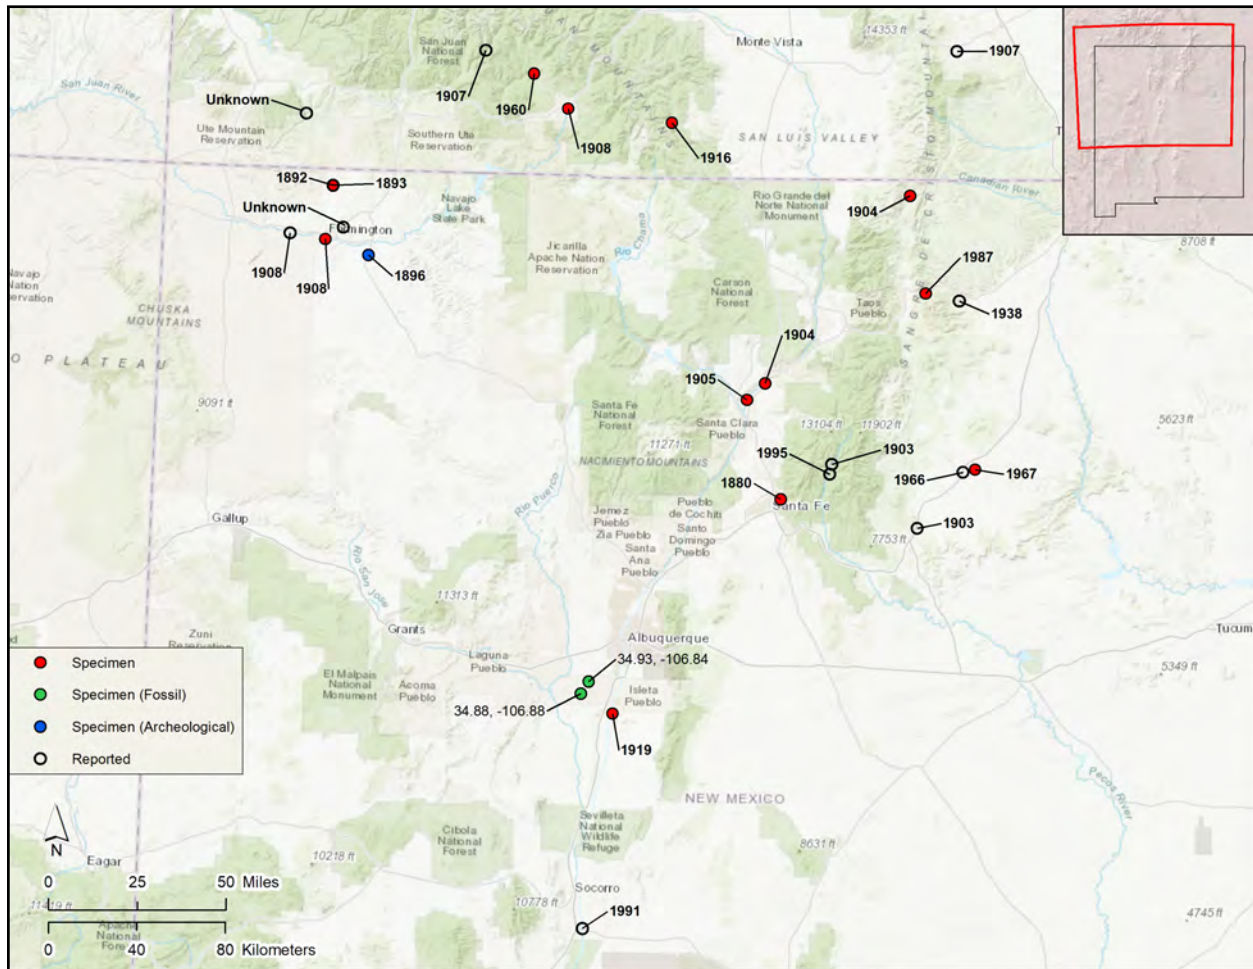 San Juan
National
Forest
SAN MOUNTAINS
Monte Vista
14353 ft
1907
1907
1960
San Juan River
Unknown
Ute Mountain
Reservation
Southern Ute
Reservation
1908
1916
SAN LUIS VALLEY
SANGRE DE CRISTO MOUNTAI
T
1892
1893
Navajo
Lake
State Park
Rio Grande del
Norte National
Monument
Canadian River
1904
Unknown
Farmington
Rio Chama
Jicarilla
Apache Nation
Reservation
8708 ft
1908
1908
1896
Navajo
Nation
eservation
CHUSKA
MOUNTAINS
Carson
National
Forest
Taos
Pueblo
1987
1938
O PLATEAU
1904
1905
9091 ft
Santa Fe
National
Forest
Santa Clara
Pueblo
13104 ft
11902 ft
5623 ft
11271 ft
NACIMIENTO MOUNTAINS
1995
1903
1966
1967
1880
Santa Fe
Rio Puerco
Pueblo
de Cochiti
Santo
Domingo
Pueblo
Jemez
Pueblo
Zia Pueblo
Santa
Ana
Pueblo
1903
7753 ft
Gallup
Rio San Jose
11313 ft
Grants
Zuni
Reservation
Albuquerque
Tucum
El Malpais
National
Monument
Laguna
Pueblo
Acoma
Pueblo
34.93, -106.84
Isleta
Pueblo
5349 ft
34.88, -106.88
1919
Specimen
Specimen (Fossil)
Specimen (Archeological)
Reported
NEW MEXICO
Pecos River
N
Cibola
National
Forest
Sevilleta
National
Wildlife
Refuge
Eagar
10218 ft
8631 ft
0 25 50 Miles
Socorro
11419 ft
10778 ft
1991
4745 ft
Apache
National
Fores
0 40 80 Kilometers